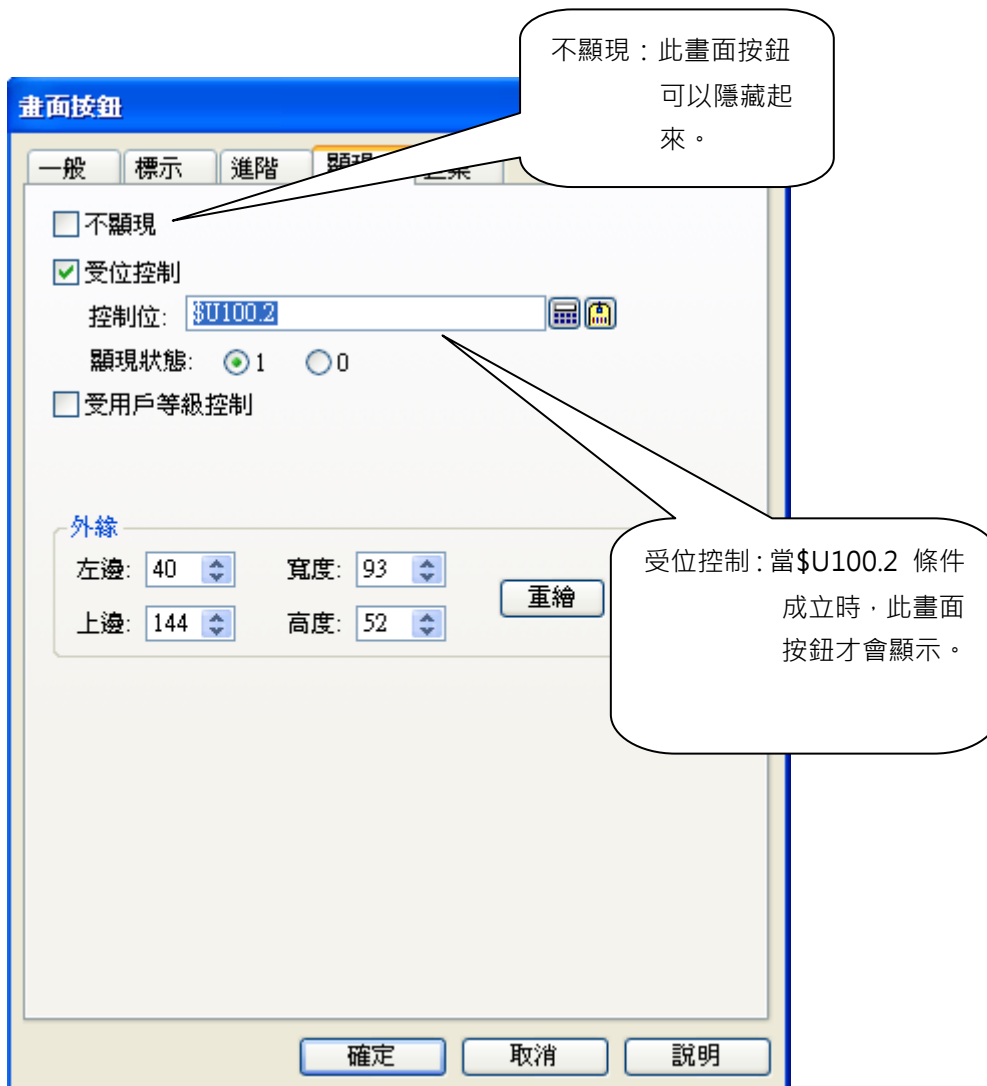 不顯現：此畫面按鈕
可以隱藏起
來。
畫面按鈕
一般 標示 進階 顯現
不顯現
受位控制
控制位: $U100.2
顯現狀態: 1 0
受用戶等級控制
外緣
左邊: 40 寬度: 93
上邊: 144 高度: 52
重繪
受位控制：當$U100.2 條件
成立時，此畫面
按鈕才會顯示。
確定 取消 說明